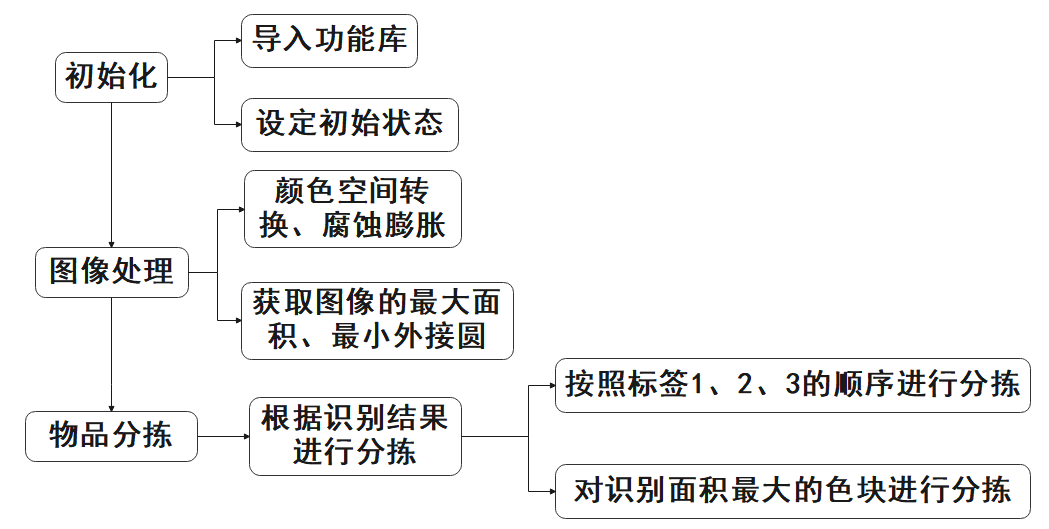 初始化
导入功能库
设定初始状态
图像处理
颜色空间转
换、腐蚀膨胀
获取图像的最大面
积、最小外接圆
物品分拣
根据识别结果
进行分拣
按照标签1、2、3的顺序进行分拣
对识别面积最大的色块进行分拣